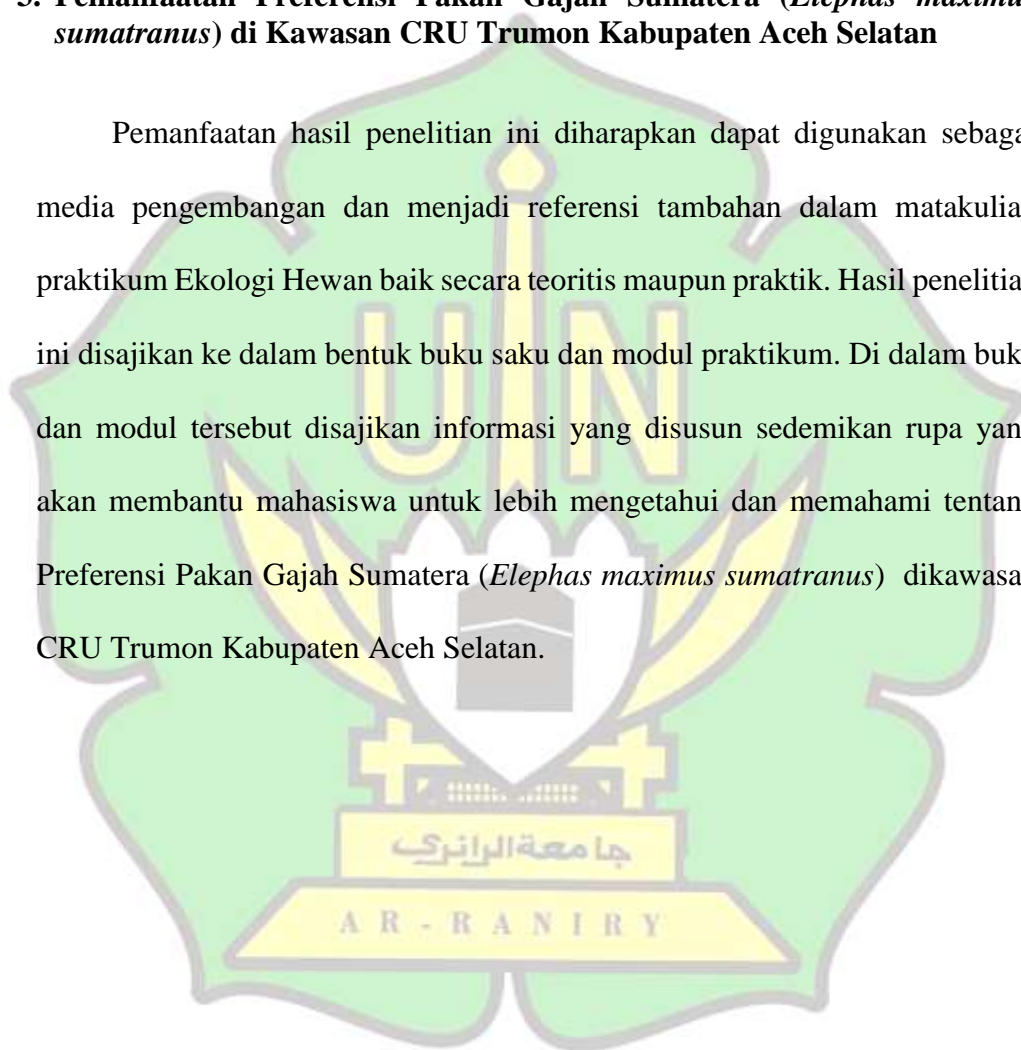 3. Pemanfaatan Preferensi Pakan Gajah Sumatera (Elephas maximu
sumatranus) di Kawasan CRU Trumon Kabupaten Aceh Selatan
Pemanfaatan hasil penelitian ini diharapkan dapat digunakan sebaga
media pengembangan dan menjadi referensi tambahan dalam matakulia
praktikum Ekologi Hewan baik secara teoritis maupun praktik. Hasil penelitia
ini disajikan ke dalam bentuk buku saku dan modul praktikum. Di dalam buk
dan modul tersebut disajikan informasi yang disusun sedemikan rupa yan
akan membantu mahasiswa untuk lebih mengetahui dan memahami tentan
Preferensi Pakan Gajah Sumatera (Elephas maximus sumatranus) dikawasa
CRU Trumon Kabupaten Aceh Selatan.
UIN
جامعة الرانري
AR-RANIRY